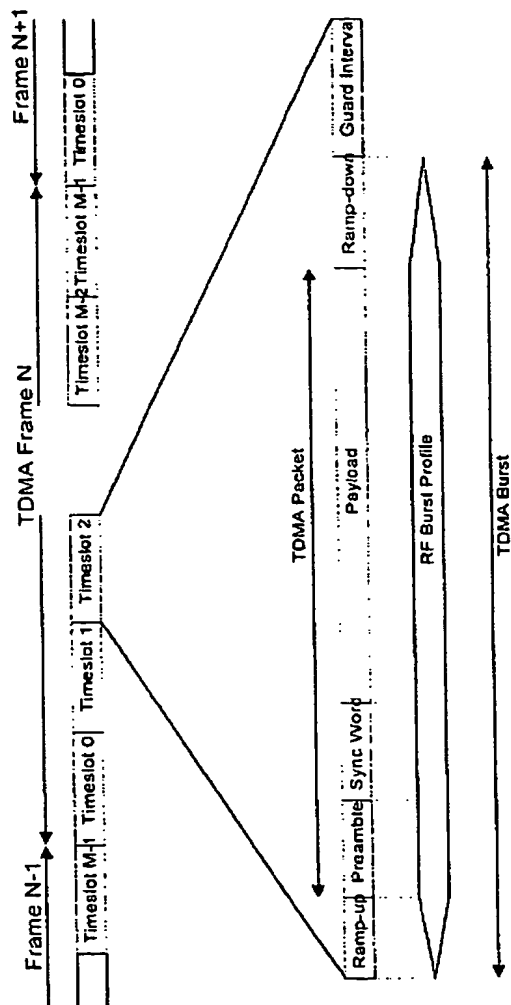 Frame N-1
TDMA Frame N
Frame N+1
Timeslot M-1
Timeslot 0
Timeslot 1
Timeslot 2
Timeslot M-2
Timeslot M-1
Timeslot 0
TDMA Packet
Ramp-up
Preamble
Sync Word
Payload
Ramp-down
Guard Interva
RF Burst Profile
TDMA Burst